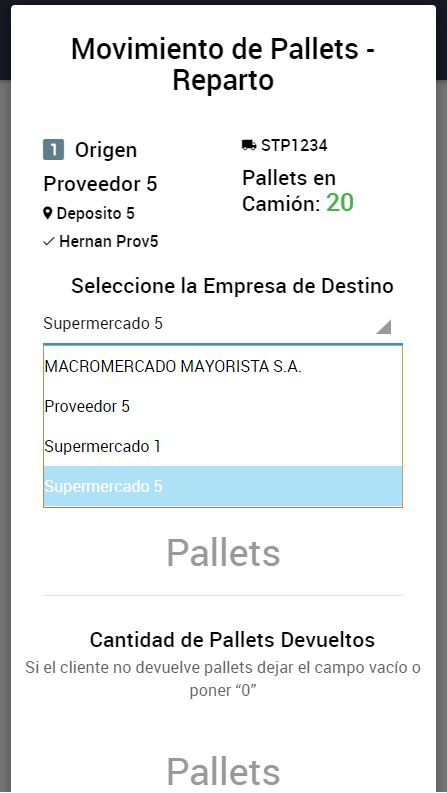 Movimiento de Pallets -
Reparto
1 Origen
Proveedor 5
Deposito 5
Hernan Prov5
STP1234
Pallets en
Camión: 20
Seleccione la Empresa de Destino
Supermercado 5
MACROMERCADO MAYORISTA S.A.
Proveedor 5
Supermercado 1
Supermercado 5
Pallets
Cantidad de Pallets Devueltos
Si el cliente no devuelve pallets dejar el campo vacío o
poner “0”
Pallets